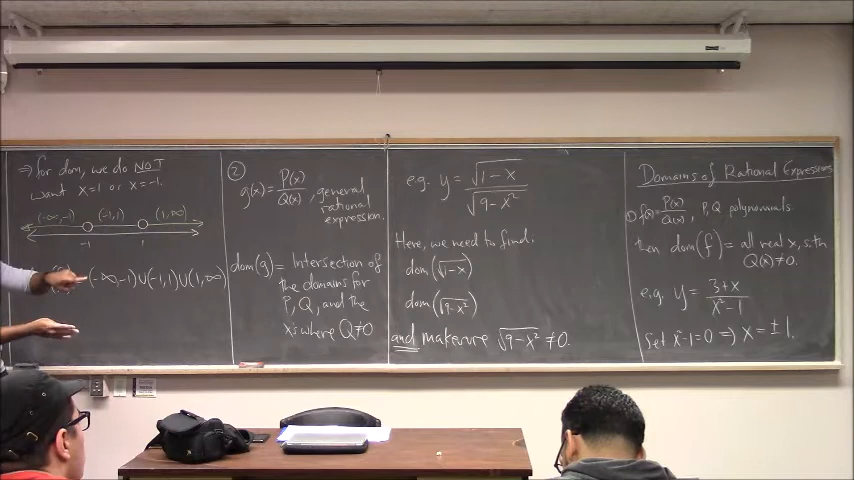 ⇒ for dom, we do NOT
want x=1 or x=-1.
(-∞,-1) (-1,1) (1,∞)
-1 1
(-∞,-1)∪(-1,1)∪(1,∞)
②
g(x) = P(x)/Q(x), general
rational
expression.
dom(g) = Intersection of
the domains for
P, Q, and the
x's where Q≠0
e.g. y = √(1-x)/√(9-x²)
Here, we need to find.
dom(√(1-x))
dom(√(9-x²))
and make sure √(9-x²) ≠0.
Domains of Rational Expressions
① f(x) = P(x)/Q(x), P, Q polynomials.
then dom(f) = all real x, s.th
Q(x)≠0.
e.g. y = (3+x)/(x²-1)
Set x²-1=0 ⇒ x = ±1.